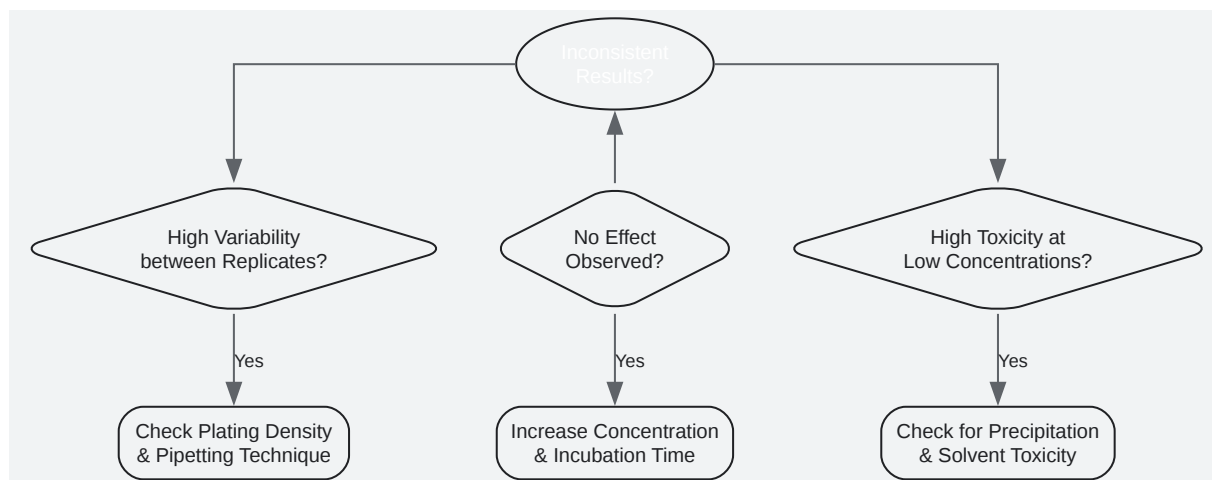 Inconsistent
Results?
High Variability
between Replicates?
No Effect
Observed?
High Toxicity at
Low Concentrations?
Yes
Yes
Yes
Check Plating Density
& Pipetting Technique
Increase Concentration
& Incubation Time
Check for Precipitation
& Solvent Toxicity